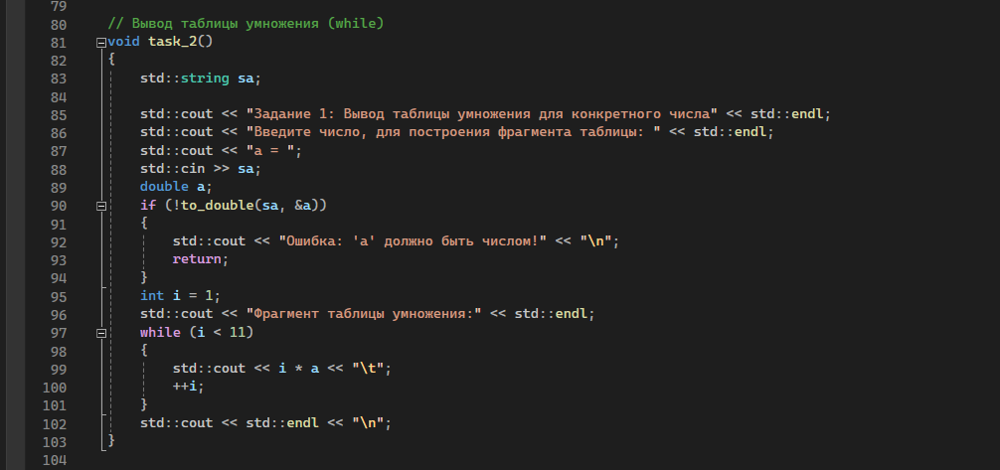 79
80 // Вывод таблицы умножения (while)
81 void task_2()
82 {
83 std::string sa;
84
85 std::cout << "Задание 1: Вывод таблицы умножения для конкретного числа" << std::endl;
86 std::cout << "Введите число, для построения фрагмента таблицы: " << std::endl;
87 std::cout << "a = ";
88 std::cin >> sa;
89 double a;
90 if (!to_double(sa, &a))
91 {
92 std::cout << "Ошибка: 'a' должно быть числом!" << "\n";
93 return;
94 }
95 int i = 1;
96 std::cout << "Фрагмент таблицы умножения:" << std::endl;
97 while (i < 11)
98 {
99 std::cout << i * a << "\t";
100 ++i;
101 }
102 std::cout << std::endl << "\n";
103 }
104